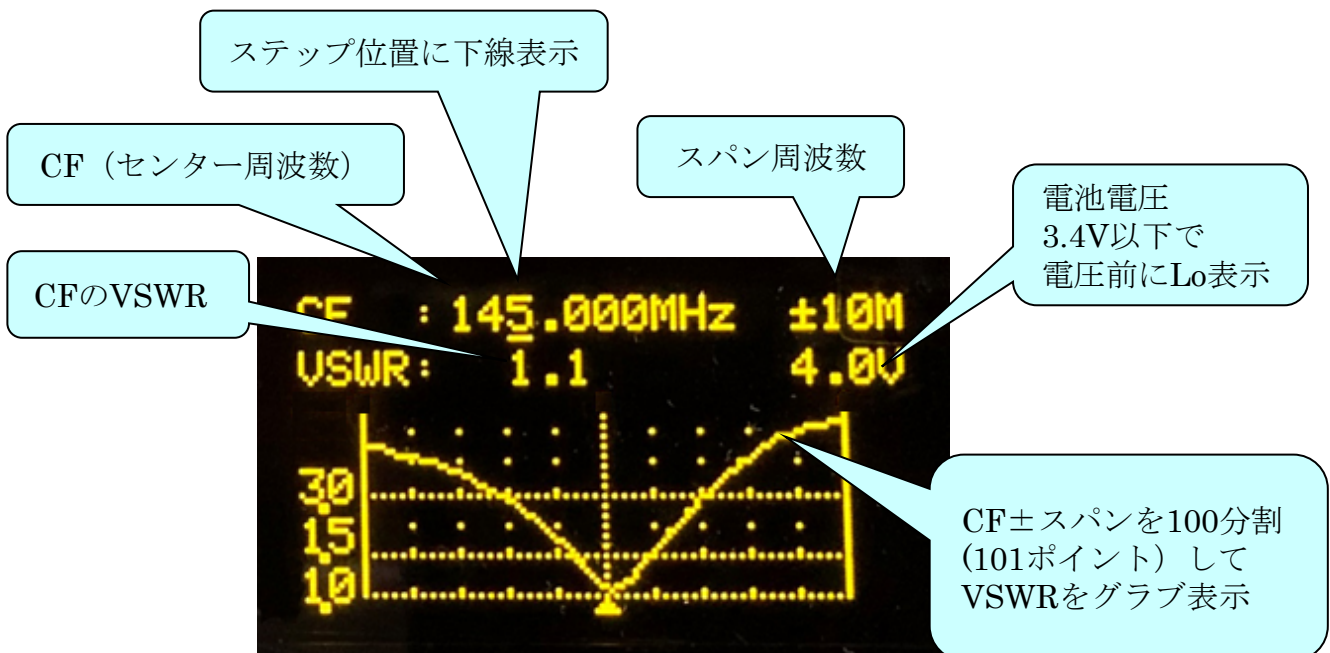 ステップ位置に下線表示
CF（センター周波数）
スパン周波数
電池電圧
3.4V以下で
電圧前にLo表示
CFのVSWR
CF :145.000MHz ±10M
VSWR: 1.1 4.0V
3.0
1.5
1.0
CF±スパンを100分割
(101ポイント）して
VSWRをグラブ表示